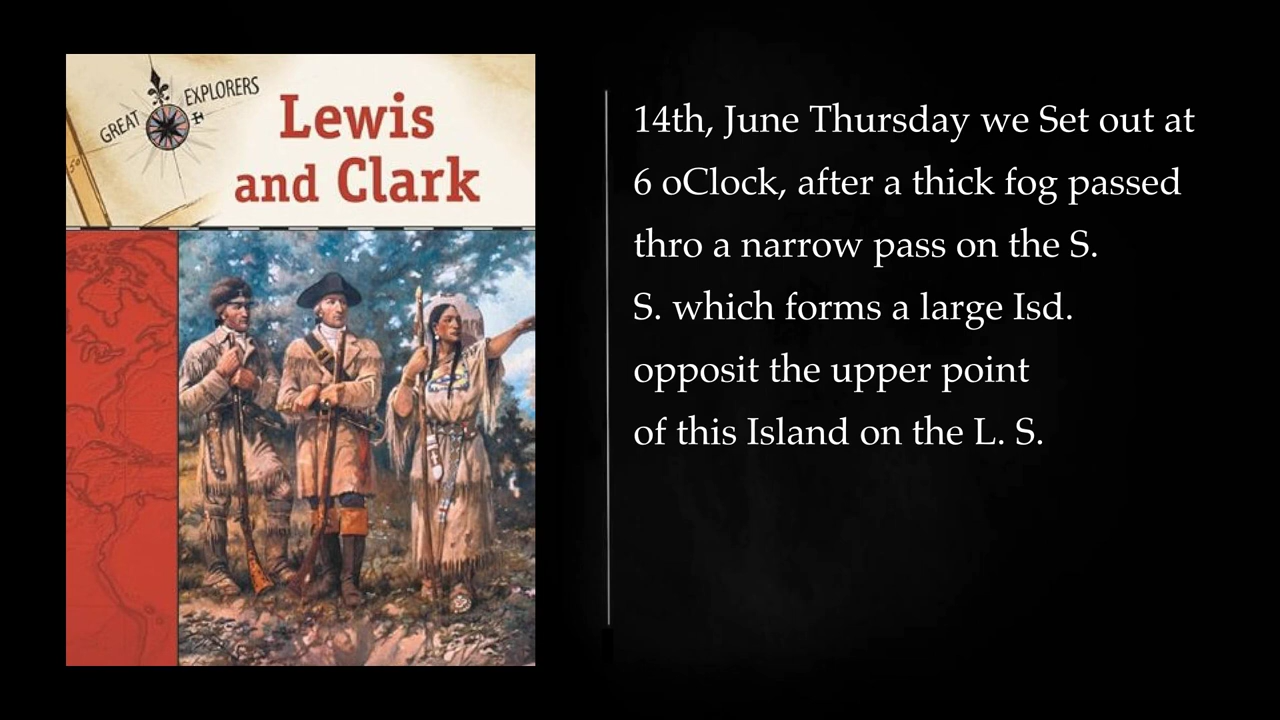 GREAT EXPLORERS
Lewis
and Clark
50
14th, June Thursday we Set out at
6 oClock, after a thick fog passed
thro a narrow pass on the S.
S. which forms a large Isd.
opposit the upper point
of this Island on the L. S.